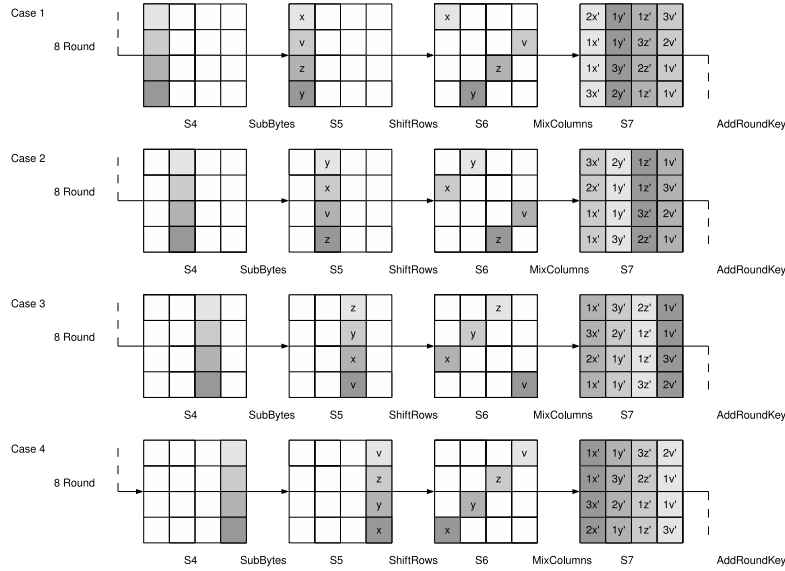 Case 1
8 Round
x
v
z
y
x
v
z
y
2x' 1y' 1z' 3v'
1x' 1y' 3z' 2v'
1x' 3y' 2z' 1v'
3x' 2y' 1z' 1v'
S4 SubBytes S5 ShiftRows S6 MixColumns S7 AddRoundKey
Case 2
8 Round
y
x
v
z
y
x
v
z
3x' 2y' 1z' 1v'
2x' 1y' 1z' 3v'
1x' 1y' 3z' 2v'
1x' 3y' 2z' 1v'
S4 SubBytes S5 ShiftRows S6 MixColumns S7 AddRoundKey
Case 3
8 Round
z
y
x
v
z
y
x
v
1x' 3y' 2z' 1v'
3x' 2y' 1z' 1v'
2x' 1y' 1z' 3v'
1x' 1y' 3z' 2v'
S4 SubBytes S5 ShiftRows S6 MixColumns S7 AddRoundKey
Case 4
8 Round
v
z
y
x
v
z
y
x
1x' 1y' 3z' 2v'
1x' 3y' 2z' 1v'
3x' 2y' 1z' 1v'
2x' 1y' 1z' 3v'
S4 SubBytes S5 ShiftRows S6 MixColumns S7 AddRoundKey